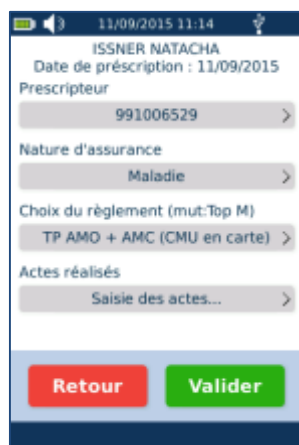 11/09/2015 11:14
ISSNER NATACHA
Date de préscription : 11/09/2015
Prescripteur
991006529 >
Nature d'assurance
Maladie >
Choix du règlement (mut:Top M)
TP AMO + AMC (CMU en carte) >
Actes réalisés
Saisie des actes... >
Retour Valider